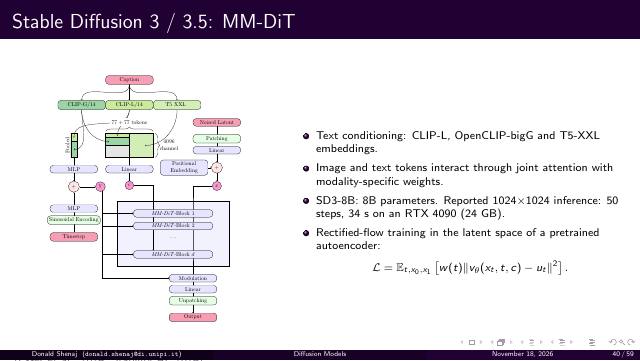 Stable Diffusion 3 / 3.5: MM-DiT
Caption
CLIP-G/14
CLIP-L/14
T5 XXL
77 + 77 tokens
Pooled
4096
channel
Noised Latent
Patching
Linear
Positional
Embedding
+
MLP
Linear
+
y
c
x
MLP
Sinusoidal Encoding
Timestep
MM-DiT-Block 1
MM-DiT-Block 2
. . .
MM-DiT-Block d
Modulation
Linear
Unpatching
Output
Text conditioning: CLIP-L, OpenCLIP-bigG and T5-XXL
embeddings.
Image and text tokens interact through joint attention with
modality-specific weights.
SD3-8B: 8B parameters. Reported 1024×1024 inference: 50
steps, 34 s on an RTX 4090 (24 GB).
Rectified-flow training in the latent space of a pretrained
autoencoder:
ℒ = 𝔼t,x₀,x₁ [w(t)‖vθ(xt, t, c) − ut‖²] .
Donald Shenaj (donald.shenaj@di.unipi.it)
Diffusion Models
November 18, 2026
40 / 59